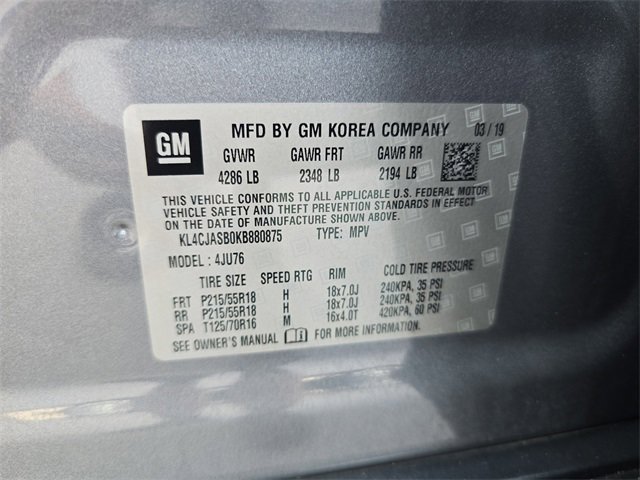 GM
MFD BY GM KOREA COMPANY 03 / 19
GVWR GAWR FRT GAWR RR
4286 LB 2348 LB 2194 LB
THIS VEHICLE CONFORMS TO ALL APPLICABLE U.S. FEDERAL MOTOR
VEHICLE SAFETY AND THEFT PREVENTION STANDARDS IN EFFECT ON
THE DATE OF MANUFACTURE SHOWN ABOVE.
KL4CJASB0KB880875 TYPE: MPV
MODEL : 4JU76
TIRE SIZE SPEED RTG RIM COLD TIRE PRESSURE
FRT P215/55R18 H 18x7.0J 240KPA, 35 PSI
RR P215/55R18 H 18x7.0J 240KPA, 35 PSI
SPA T125/70R16 M 16x4.0T 420KPA, 60 PSI
SEE OWNER'S MANUAL FOR MORE INFORMATION.